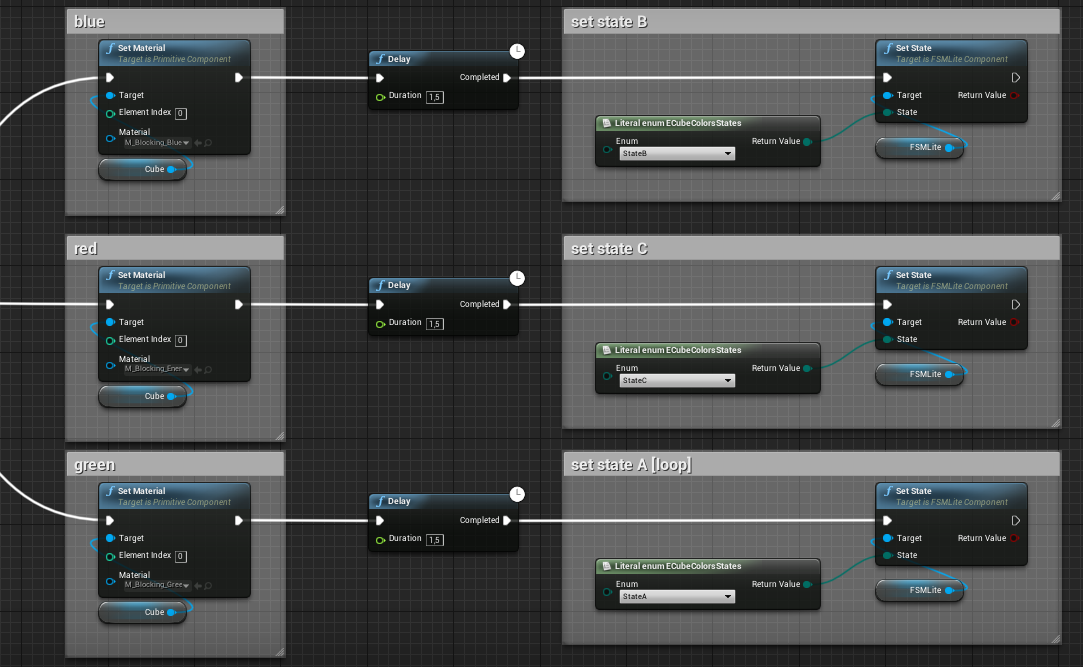 blue
Set Material
Target is Primitive Component
Target
Element Index 0
Material
M_Blocking_Blue
Cube
Delay
Completed
Duration 1,5
set state B
Literal enum ECubeColorsStates
Enum
StateB
Return Value
Set State
Target is FSMLite
Target
Return Value
State
FSMLite
red
Set Material
Target is Primitive Component
Target
Element Index 0
Material
M_Blocking_Ener
Cube
Delay
Completed
Duration 1,5
set state C
Literal enum ECubeColorsStates
Enum
StateC
Return Value
Set State
Target is FSMLite
Target
Return Value
State
FSMLite
green
Set Material
Target is Primitive Component
Target
Element Index 0
Material
M_Blocking_Gree
Cube
Delay
Completed
Duration 1,5
set state A [loop]
Literal enum ECubeColorsStates
Enum
StateA
Return Value
Set State
Target is FSMLite
Target
Return Value
State
FSMLite